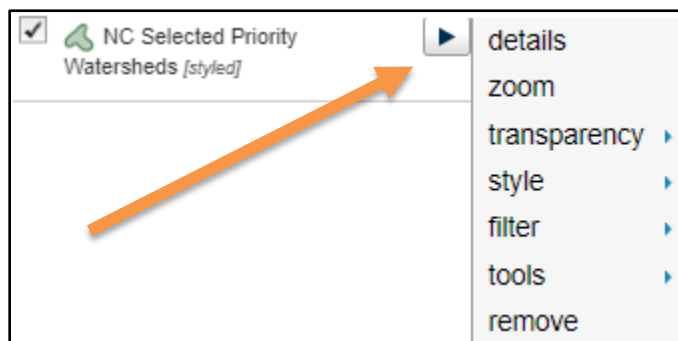 NC Selected Priority
Watersheds [styled]
details
zoom
transparency
style
filter
tools
remove